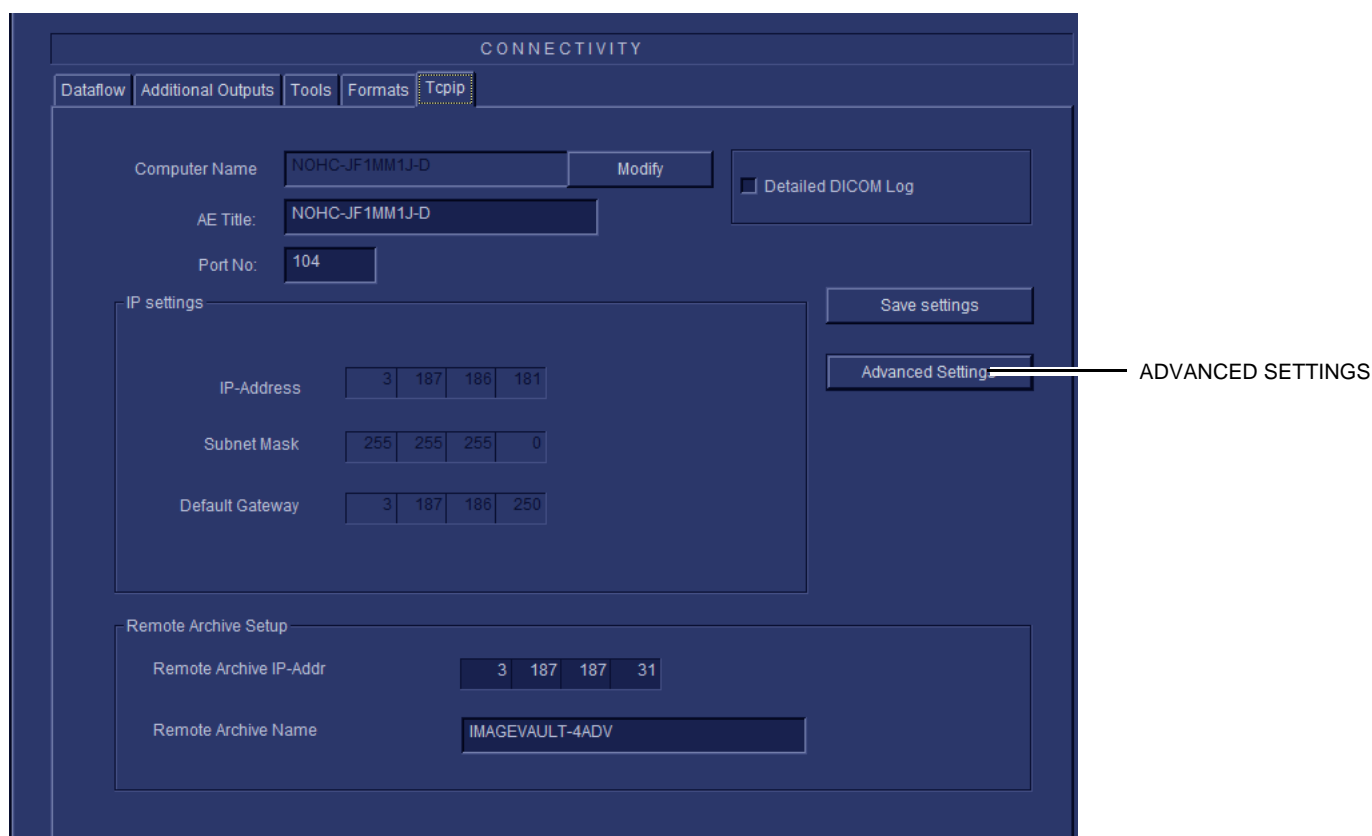 CONNECTIVITY
Dataflow Additional Outputs Tools Formats Tcpip
Computer Name NOHC-JF1MM1J-D Modify
Detailed DICOM Log
AE Title: NOHC-JF1MM1J-D
Port No: 104
IP settings
Save settings
IP-Address 3 187 186 181
Advanced Settings
ADVANCED SETTINGS
Subnet Mask 255 255 255 0
Default Gateway 3 187 186 250
Remote Archive Setup
Remote Archive IP-Addr 3 187 187 31
Remote Archive Name IMAGEVAULT-4ADV